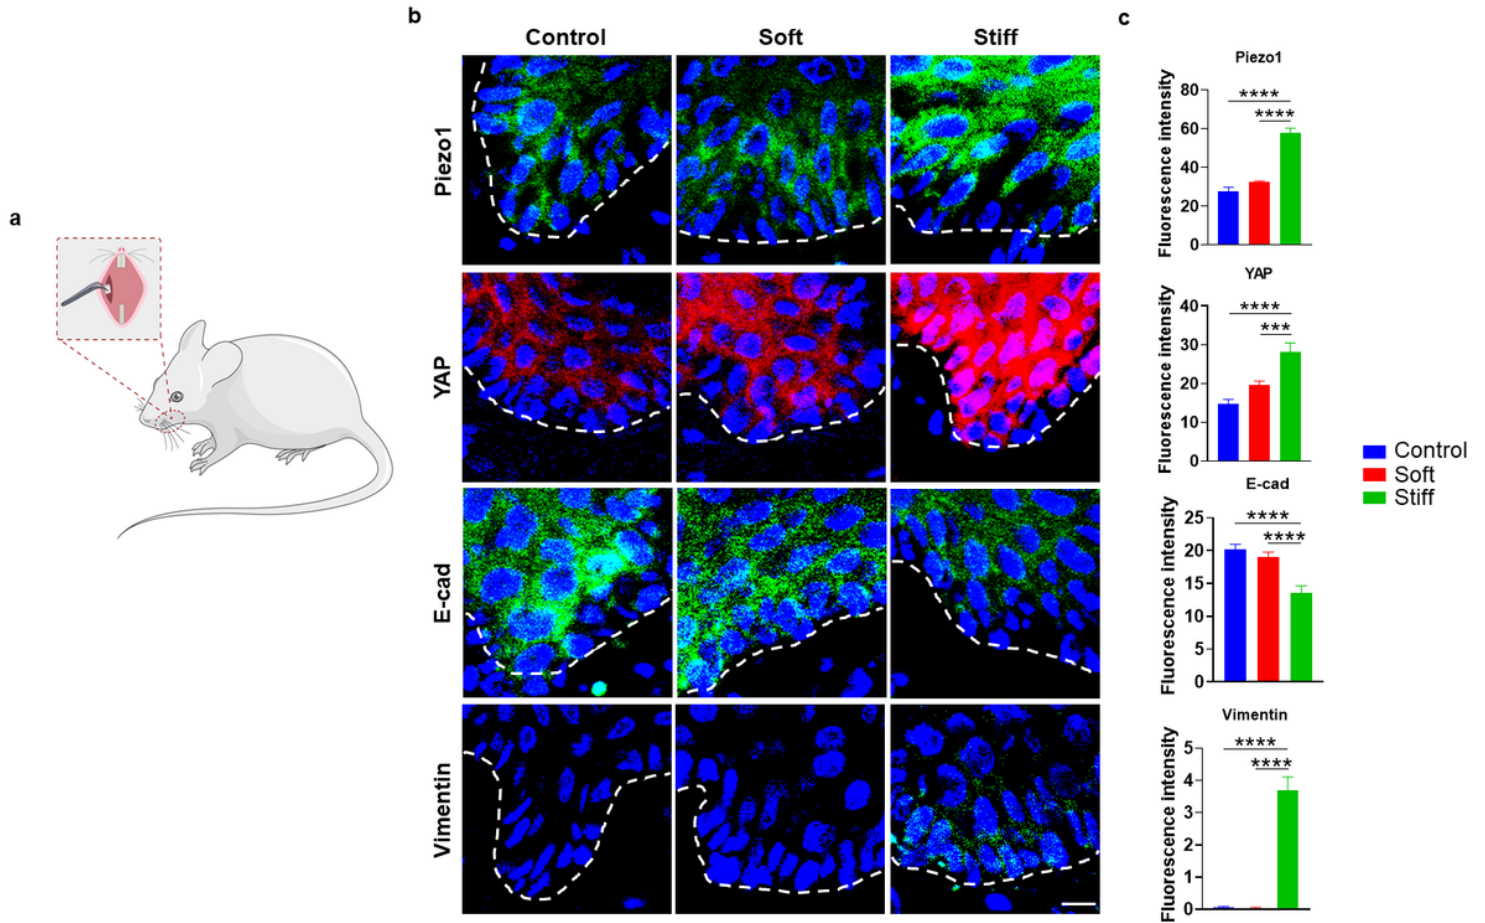 a
b
Control
Soft
Stiff
Piezo1
YAP
E-cad
Vimentin
c
Piezo1
Fluorescence intensity
80
60
40
20
0
****
****
YAP
Fluorescence intensity
40
30
20
10
0
****
***
E-cad
Fluorescence intensity
25
20
15
10
5
0
****
****
Vimentin
Fluorescence intensity
5
4
3
2
1
0
****
****
Control
Soft
Stiff